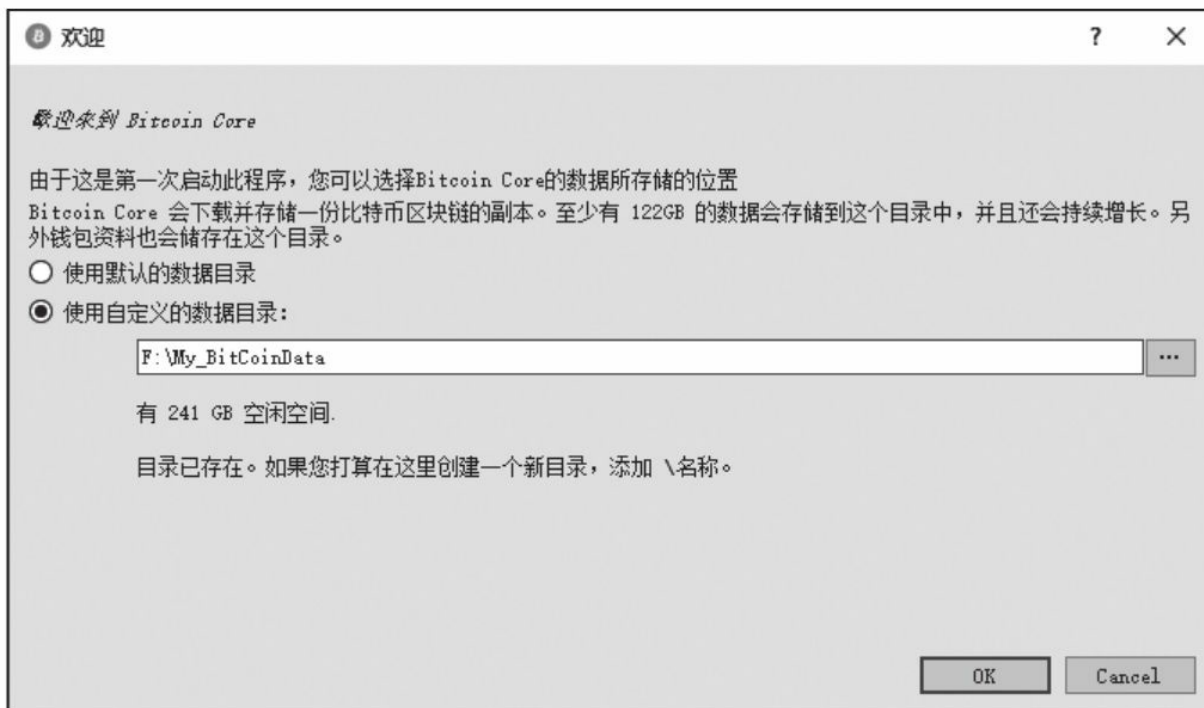 欢迎
?
×
歡迎来到 Bitcoin Core
由于这是第一次启动此程序，您可以选择Bitcoin Core的数据所存储的位置
Bitcoin Core 会下载并存储一份比特币区块链的副本。至少有 122GB 的数据会存储到这个目录中，并且还会持续增长。另
外钱包资料也会储存在这个目录。
使用默认的数据目录
使用自定义的数据目录：
F:\My_BitCoinData
...
有 241 GB 空闲空间.
目录已存在。如果您打算在这里创建一个新目录，添加 \名称。
OK
Cancel